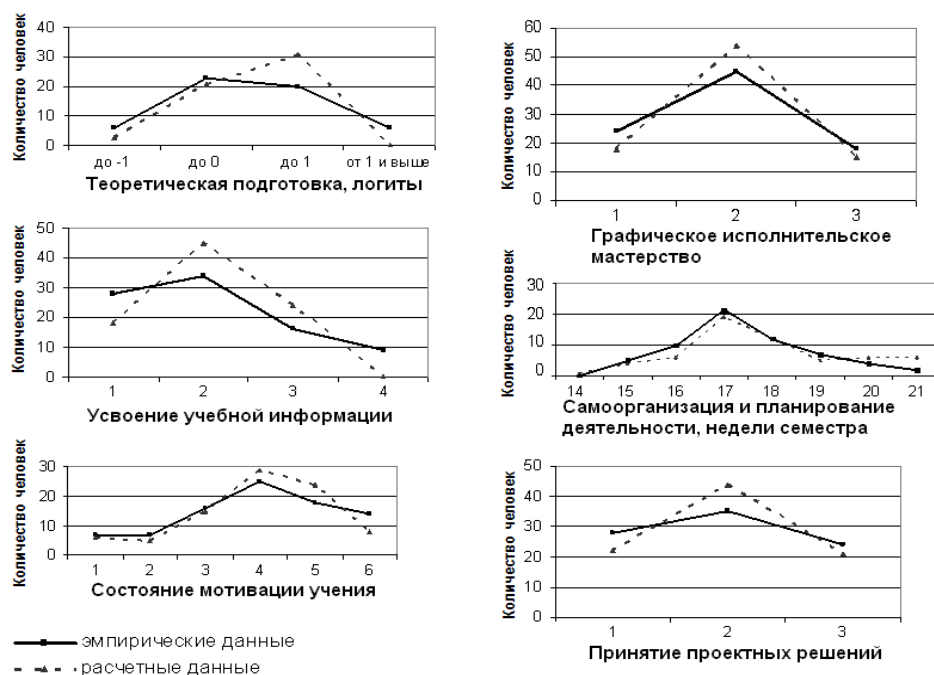 Количество человек
40
30
20
10
0
до -1
до 0
до 1
от 1 и выше
Теоретическая подготовка, логиты
Количество человек
60
50
40
30
20
10
0
1
2
3
Графическое исполнительское
мастерство
Количество человек
50
40
30
20
10
0
1
2
3
4
Усвоение учебной информации
Количество человек
30
20
10
0
14
15
16
17
18
19
20
21
Самоорганизация и планирование
деятельности, недели семестра
Количество человек
30
20
10
0
1
2
3
4
5
6
Состояние мотивации учения
Количество человек
50
40
30
20
10
0
1
2
3
Принятие проектных решений
эмпирические данные
расчетные данные